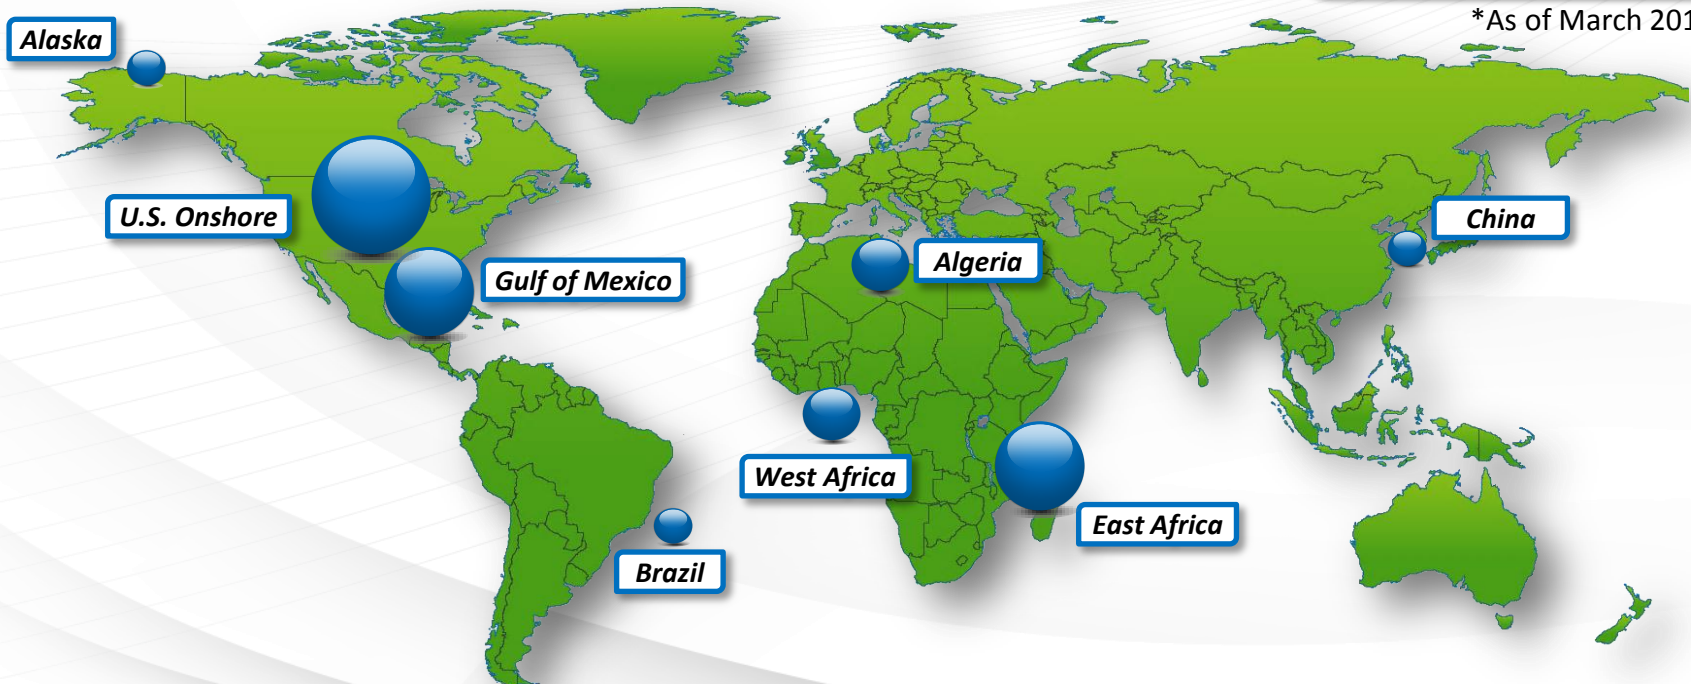 *As of March 201
Alaska
U.S. Onshore
China
Algeria
Gulf of Mexico
West Africa
East Africa
Brazil